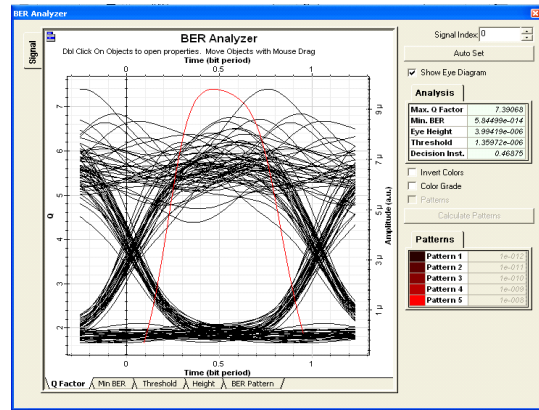 BER Analyzer
Signal
BER Analyzer
Dbl Click On Objects to open properties. Move Objects with Mouse Drag
Time (bit period)
0 0.5 1
Q
7
6
5
4
3
2
Amplitude (a.u.)
9 µ
7 µ
5 µ
3 µ
1 µ
0 0.5 1
Time (bit period)
Q Factor Min BER Threshold Height BER Pattern
Signal Index: 0
Auto Set
Show Eye Diagram
Analysis
Max. Q Factor 7.39068
Min. BER 5.84499e-014
Eye Height 3.99419e-006
Threshold 1.35972e-006
Decision Inst. 0.46875
Invert Colors
Color Grade
Patterns
Calculate Patterns
Patterns
Pattern 1 1e-012
Pattern 2 1e-011
Pattern 3 1e-010
Pattern 4 1e-009
Pattern 5 1e-008